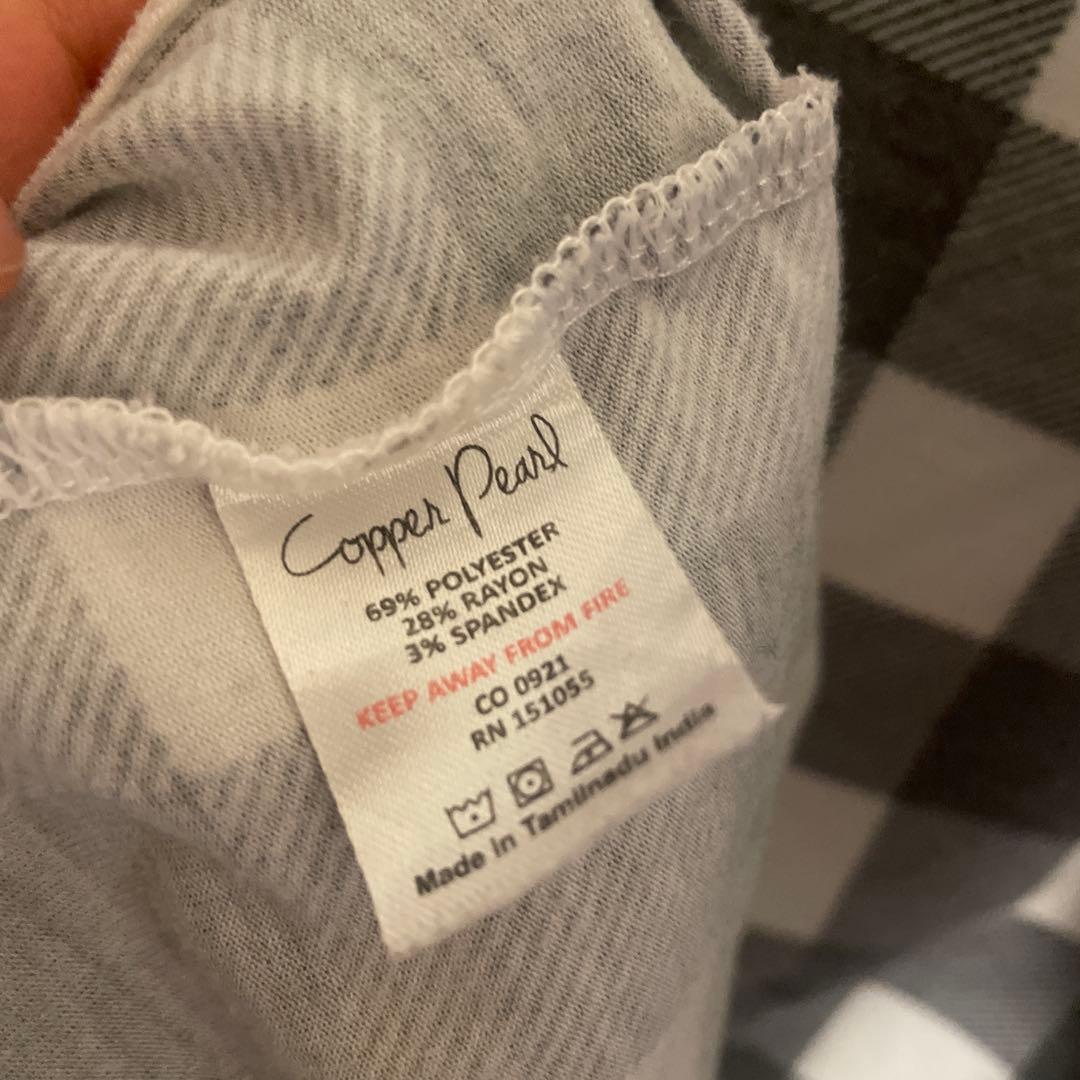 Copper Pearl
69% POLYESTER
28% RAYON
3% SPANDEX
KEEP AWAY FROM FIRE
CO 0921
RN 151055
Made in Tamilnadu India